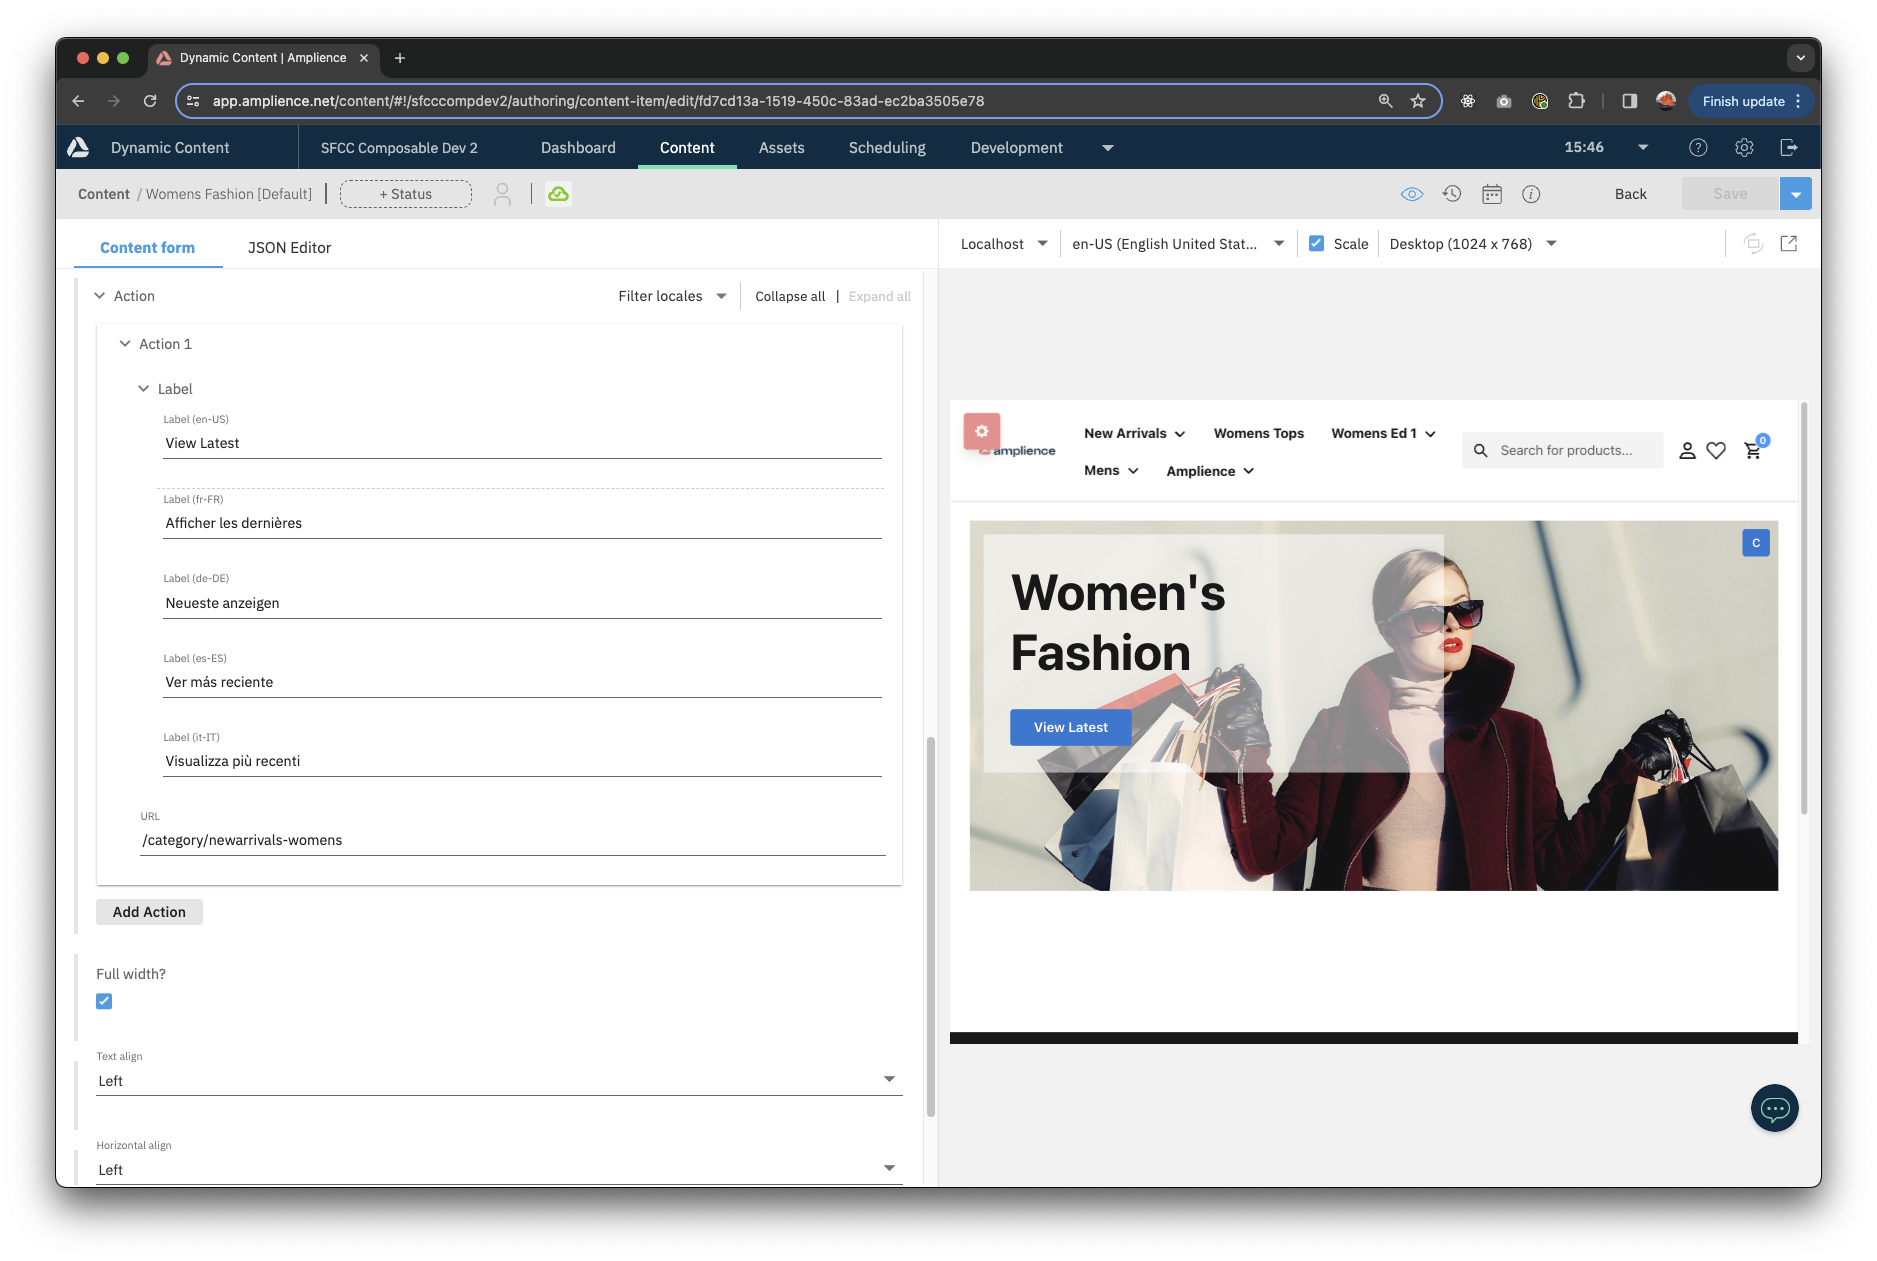 Dynamic Content | Amplience
app.amplience.net/content/#!/sfcccompdev2/authoring/content-item/edit/fd7cd13a-1519-450c-83ad-ec2ba3505e78
Finish update
Dynamic Content
SFCC Composable Dev 2
Dashboard
Content
Assets
Scheduling
Development
15:46
Content / Womens Fashion [Default]
+ Status
Back
Save
Content form
JSON Editor
Action
Filter locales
Collapse all | Expand all
Action 1
Label
Label (en-US)
View Latest
Label (fr-FR)
Afficher les dernières
Label (de-DE)
Neueste anzeigen
Label (es-ES)
Ver más reciente
Label (it-IT)
Visualizza più recenti
URL
/category/newarrivals-womens
Add Action
Full width?
Text align
Left
Horizontal align
Left
Localhost
en-US (English United Stat...
Scale
Desktop (1024 x 768)
amplience
New Arrivals
Womens Tops
Womens Ed 1
Mens
Amplience
Search for products...
0
C
Women's
Fashion
View Latest